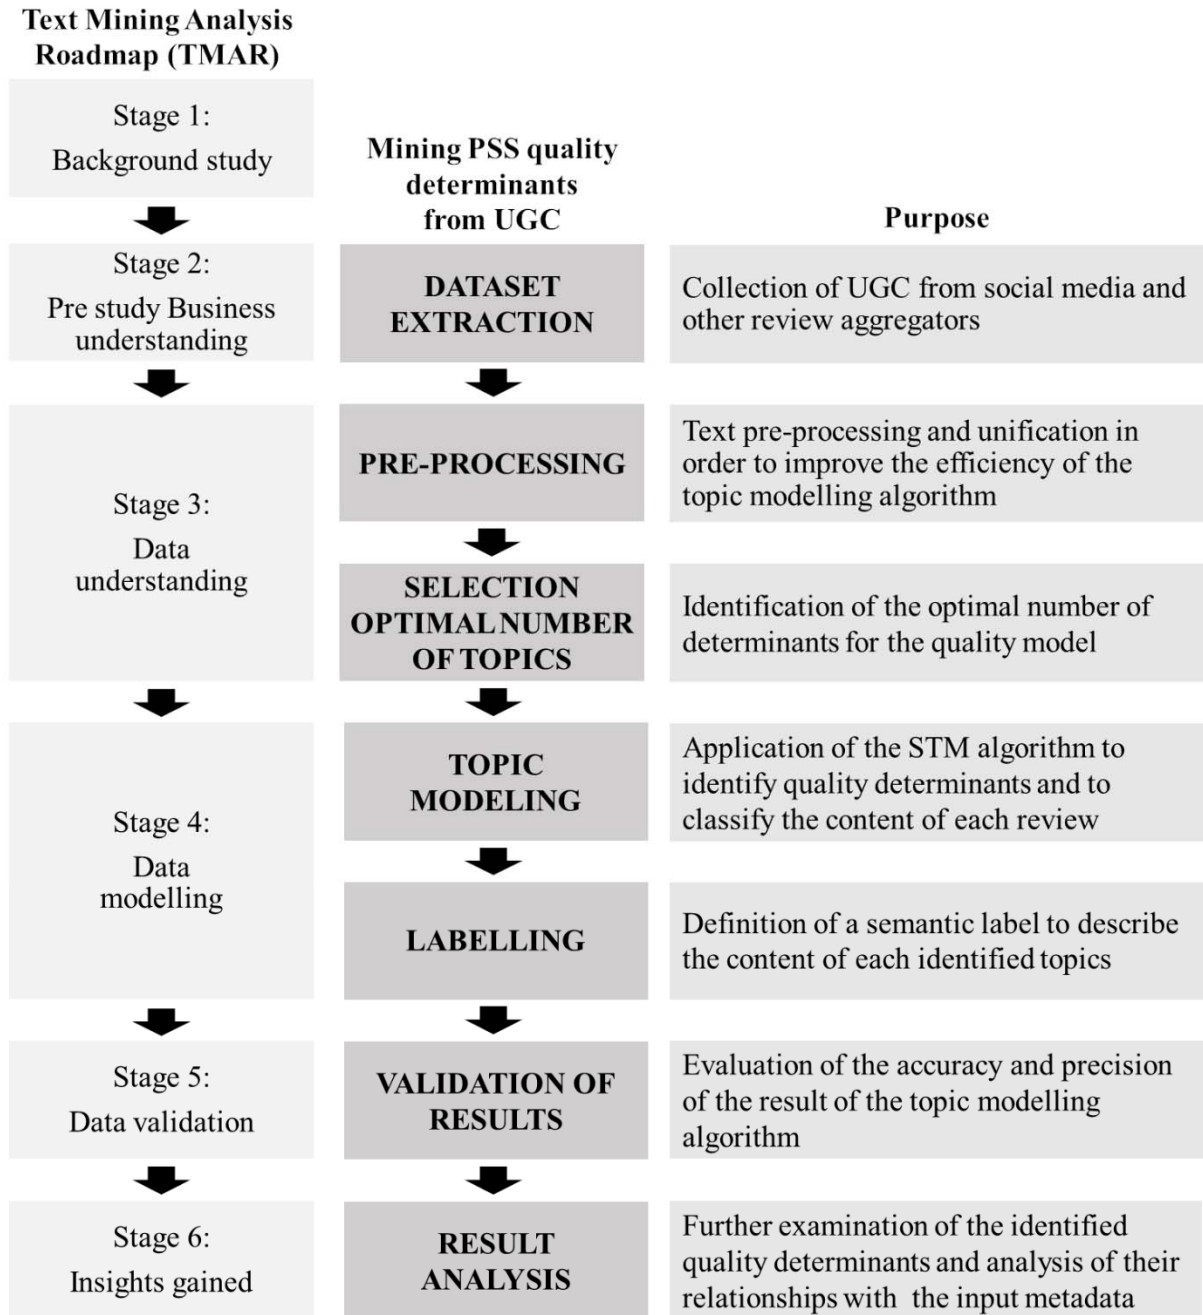 Text Mining Analysis
Roadmap (TMAR)
Stage 1:
Background study
Mining PSS quality
determinants
from UGC
Purpose
Stage 2:
Pre study Business
understanding
DATASET
EXTRACTION
Collection of UGC from social media and
other review aggregators
Stage 3:
Data
understanding
PRE-PROCESSING
Text pre-processing and unification in
order to improve the efficiency of the
topic modelling algorithm
SELECTION
OPTIMAL NUMBER
OF TOPICS
Identification of the optimal number of
determinants for the quality model
Stage 4:
Data
modelling
TOPIC
MODELING
Application of the STM algorithm to
identify quality determinants and to
classify the content of each review
LABELLING
Definition of a semantic label to describe
the content of each identified topics
Stage 5:
Data validation
VALIDATION OF
RESULTS
Evaluation of the accuracy and precision
of the result of the topic modelling
algorithm
Stage 6:
Insights gained
RESULT
ANALYSIS
Further examination of the identified
quality determinants and analysis of their
relationships with the input metadata